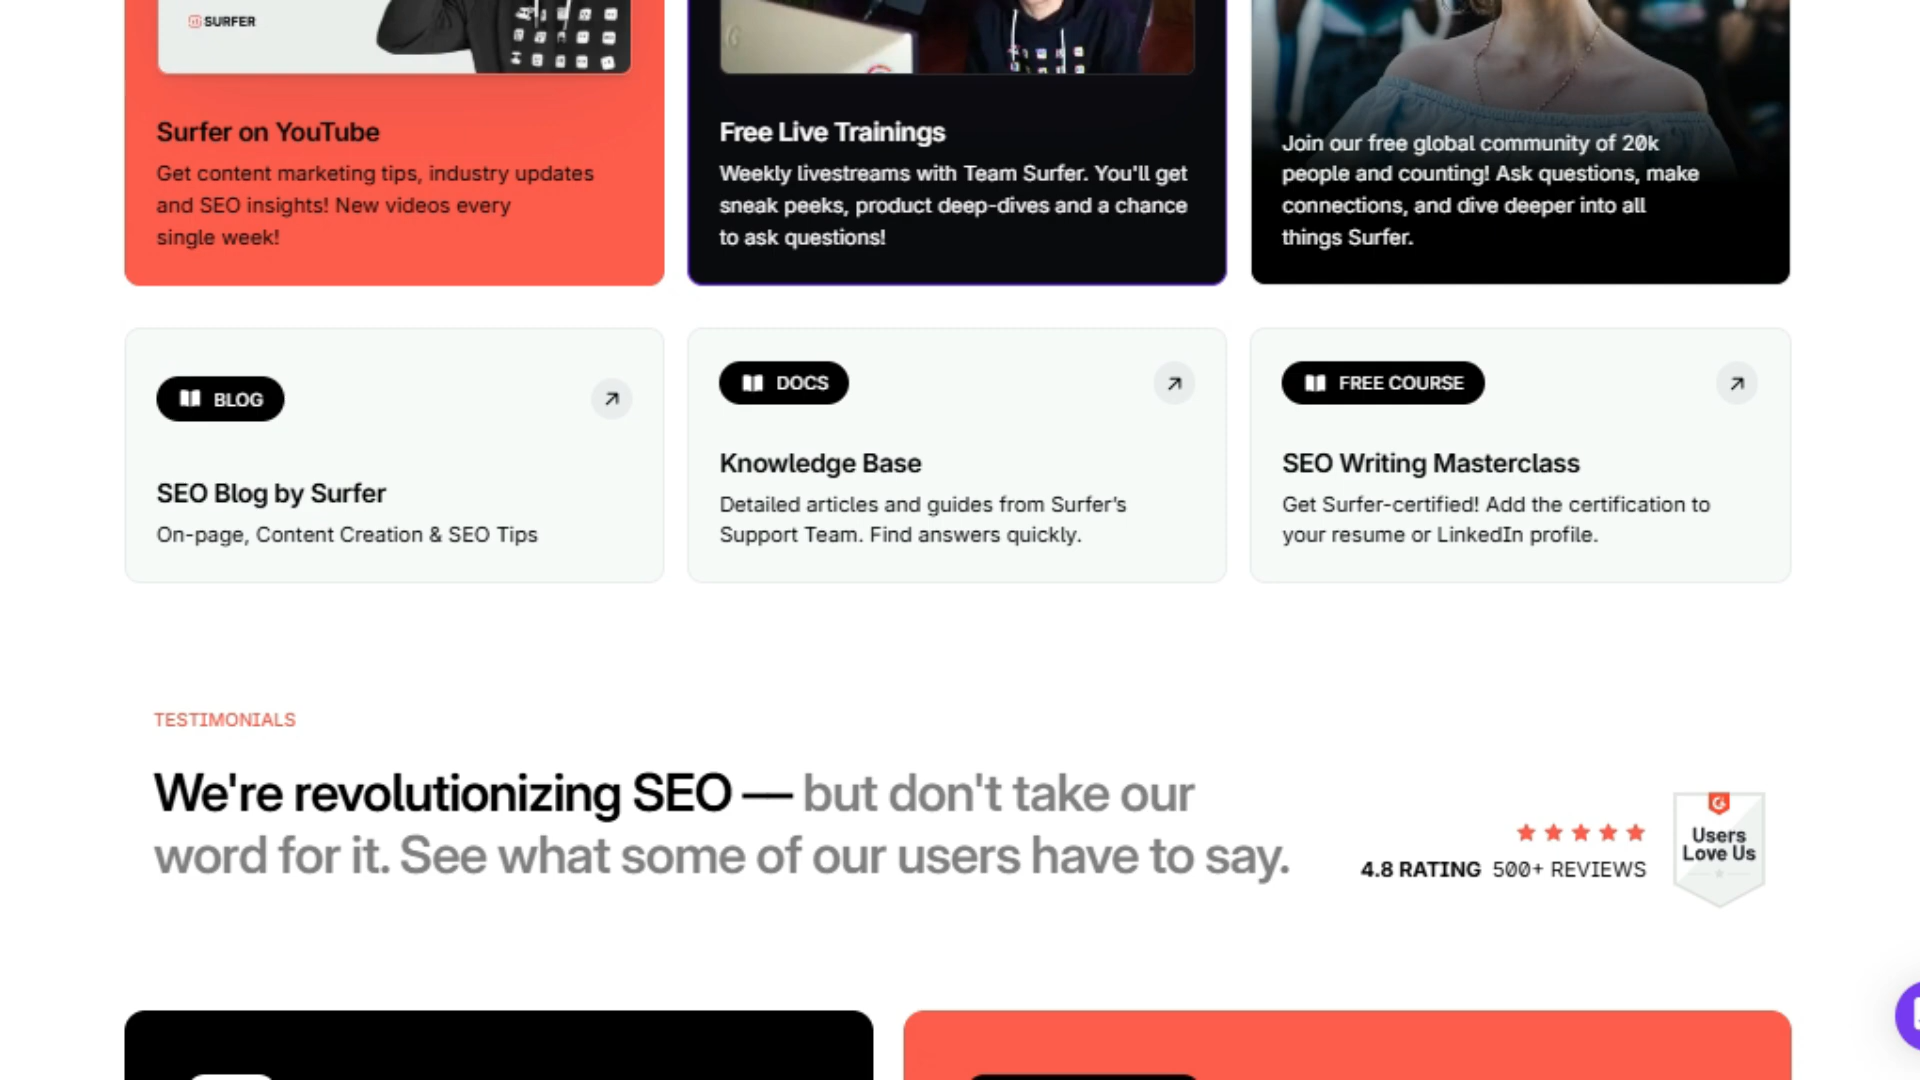 SURFER
Surfer on YouTube
Get content marketing tips, industry updates
and SEO insights! New videos every
single week!
Free Live Trainings
Weekly livestreams with Team Surfer. You'll get
sneak peeks, product deep-dives and a chance
to ask questions!
Join our free global community of 20k
people and counting! Ask questions, make
connections, and dive deeper into all
things Surfer.
BLOG
SEO Blog by Surfer
On-page, Content Creation & SEO Tips
DOCS
Knowledge Base
Detailed articles and guides from Surfer's
Support Team. Find answers quickly.
FREE COURSE
SEO Writing Masterclass
Get Surfer-certified! Add the certification to
your resume or LinkedIn profile.
TESTIMONIALS
We're revolutionizing SEO — but don't take our
word for it. See what some of our users have to say.
4.8 RATING 500+ REVIEWS
Users
Love Us